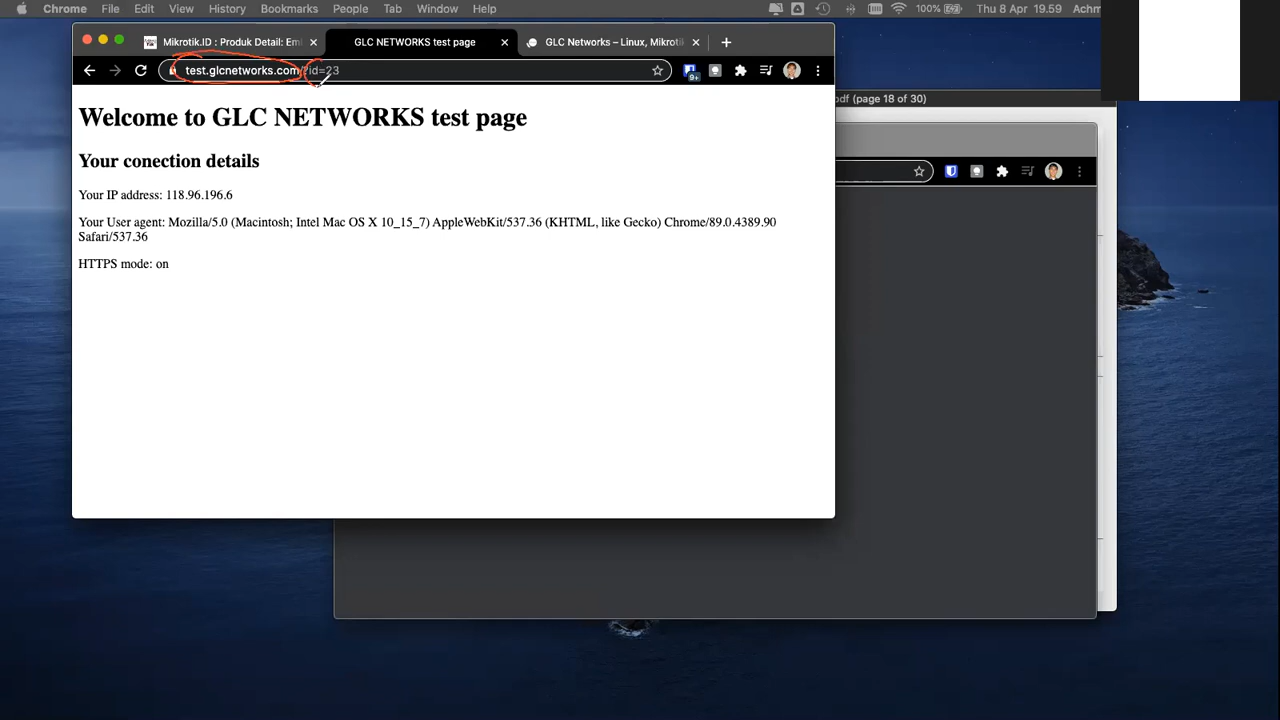 Chrome File Edit View History Bookmarks People Tab Window Help 100% Thu 8 Apr 19.59 Achm
Mikrotik.ID : Produk Detail: Em
GLC NETWORKS test page
GLC Networks – Linux, Mikroti
test.glcnetworks.com/?id=23
9+
df (page 18 of 30)
Welcome to GLC NETWORKS test page
Your conection details
Your IP address: 118.96.196.6
Your User agent: Mozilla/5.0 (Macintosh; Intel Mac OS X 10_15_7) AppleWebKit/537.36 (KHTML, like Gecko) Chrome/89.0.4389.90
Safari/537.36
HTTPS mode: on